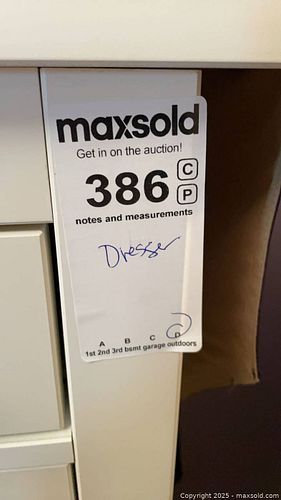 maxsold
Get in on the auction!
386 C
P
notes and measurements
Dresser
A B C D
1st 2nd 3rd bsmt garage outdoors
Copyright © 2025 - maxsold.com